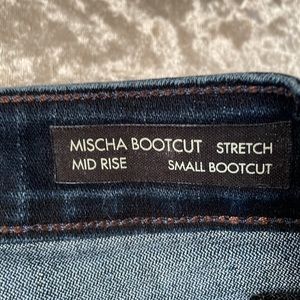 MISCHA BOOTCUT STRETCH
MID RISE SMALL BOOTCUT